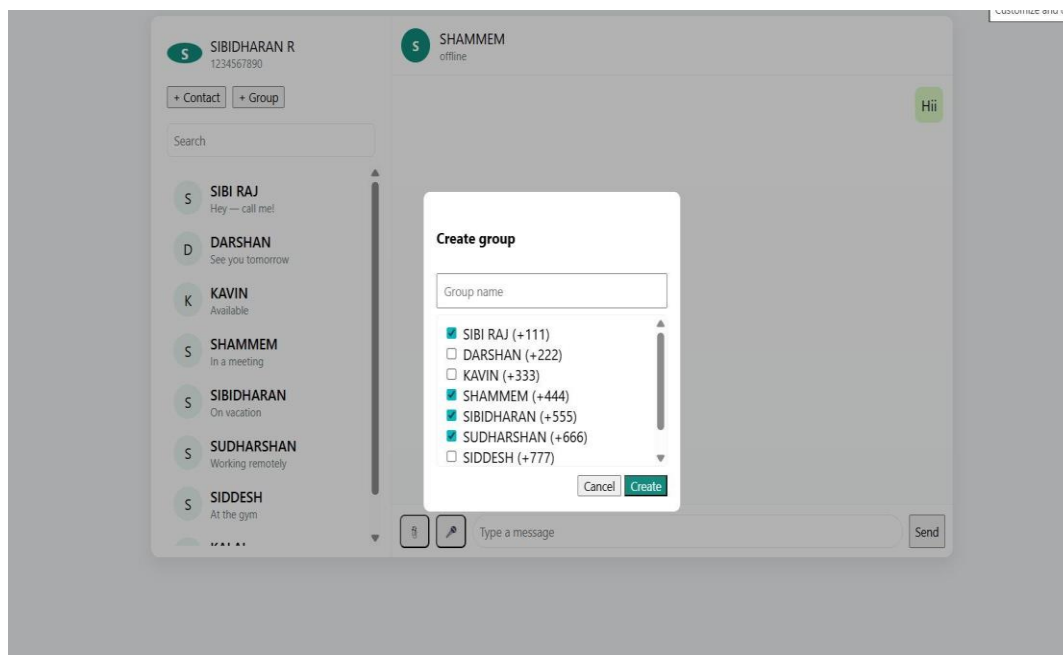 Customize and
S
SIBIDHARAN R
1234567890
+ Contact
+ Group
Search
S
SIBI RAJ
Hey — call me!
D
DARSHAN
See you tomorrow
K
KAVIN
Available
S
SHAMMEM
In a meeting
S
SIBIDHARAN
On vacation
S
SUDHARSHAN
Working remotely
S
SIDDESH
At the gym
S
SHAMMEM
offline
Hii
Create group
Group name
SIBI RAJ (+111)
DARSHAN (+222)
KAVIN (+333)
SHAMMEM (+444)
SIBIDHARAN (+555)
SUDHARSHAN (+666)
SIDDESH (+777)
Cancel
Create
Type a message
Send